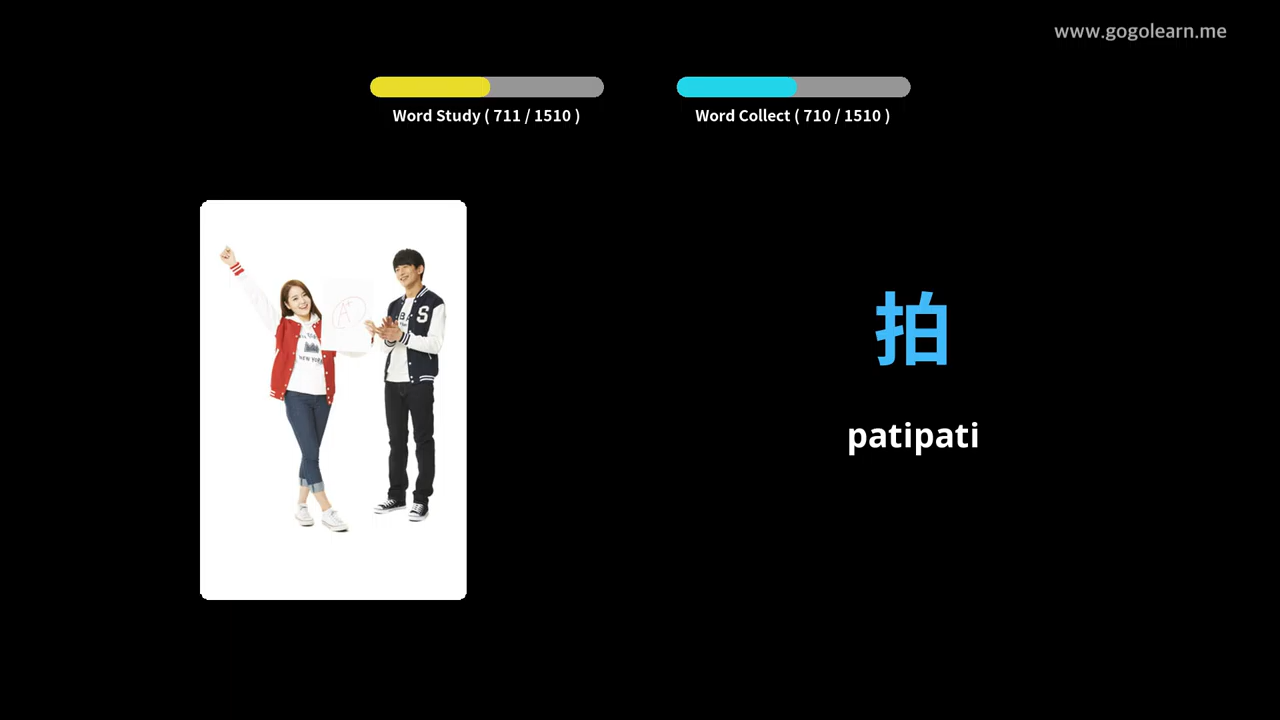 www.gogolearn.me
Word Study ( 711 / 1510 )
Word Collect ( 710 / 1510 )
A+
S
拍
patipati